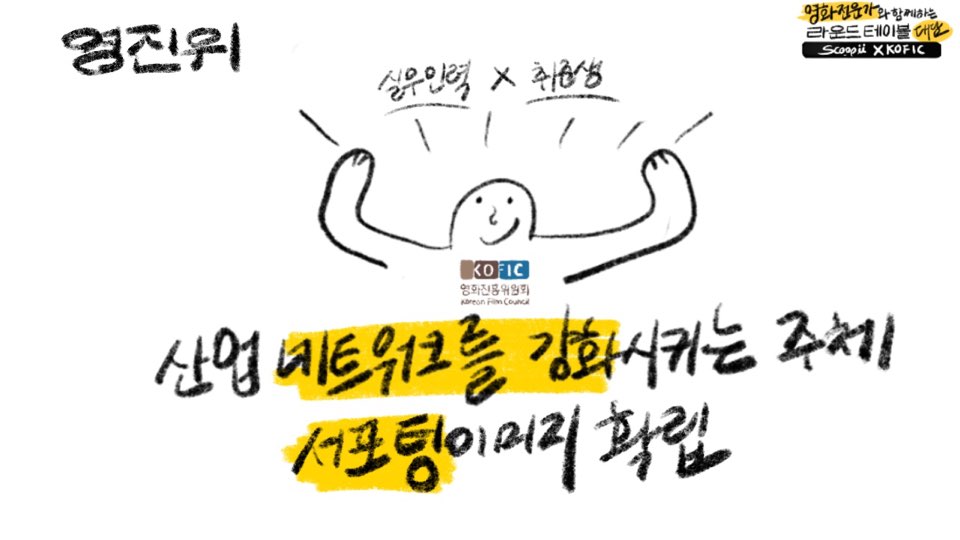 영진위
영화전문가와 함께하는
라운드 테이블 대담
Scoopii X KOFIC
실무인력 X 취준생
KOFIC
영화진흥위원회
Korean Film Council
산업 네트워크를 강화시키는 주체
서포팅이미지 확립